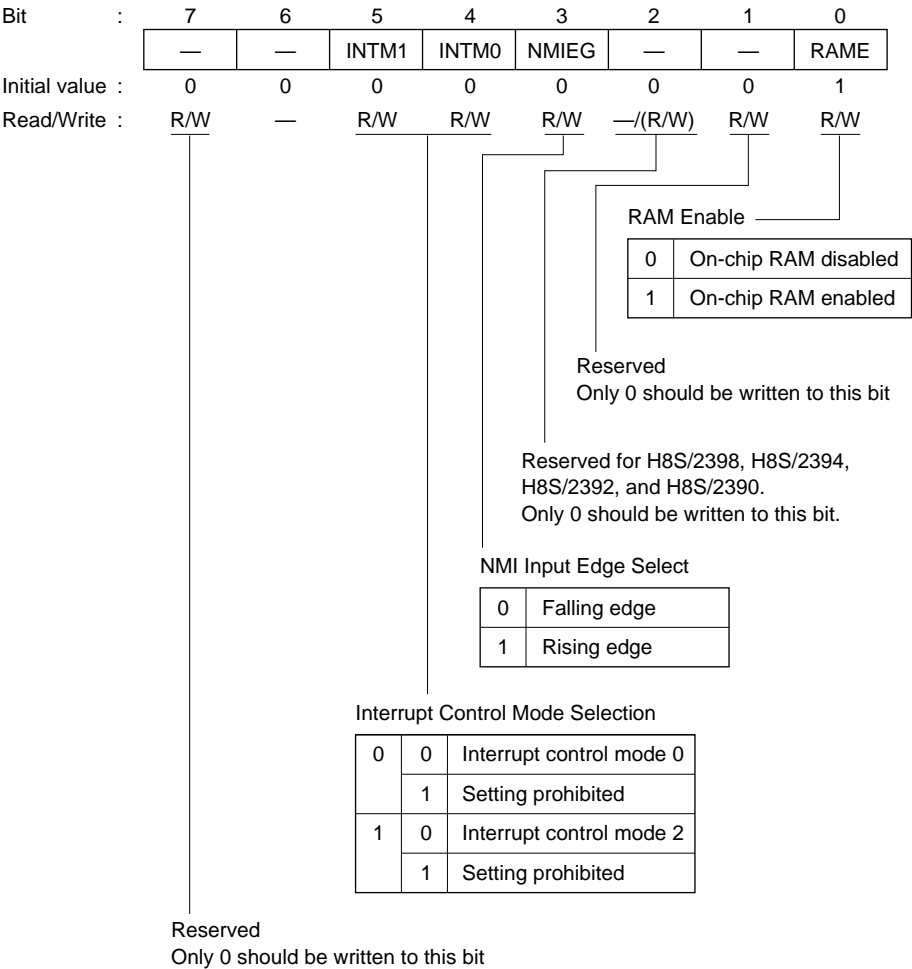 Bit : 7 6 5 4 3 2 1 0
— — INTM1 INTM0 NMIEG — — RAME
Initial value : 0 0 0 0 0 0 0 1
Read/Write : R/W — R/W R/W R/W —/(R/W) R/W R/W
RAM Enable
0 On-chip RAM disabled
1 On-chip RAM enabled
Reserved
Only 0 should be written to this bit
Reserved for H8S/2398, H8S/2394,
H8S/2392, and H8S/2390.
Only 0 should be written to this bit.
NMI Input Edge Select
0 Falling edge
1 Rising edge
Interrupt Control Mode Selection
0 0 Interrupt control mode 0
1 Setting prohibited
1 0 Interrupt control mode 2
1 Setting prohibited
Reserved
Only 0 should be written to this bit